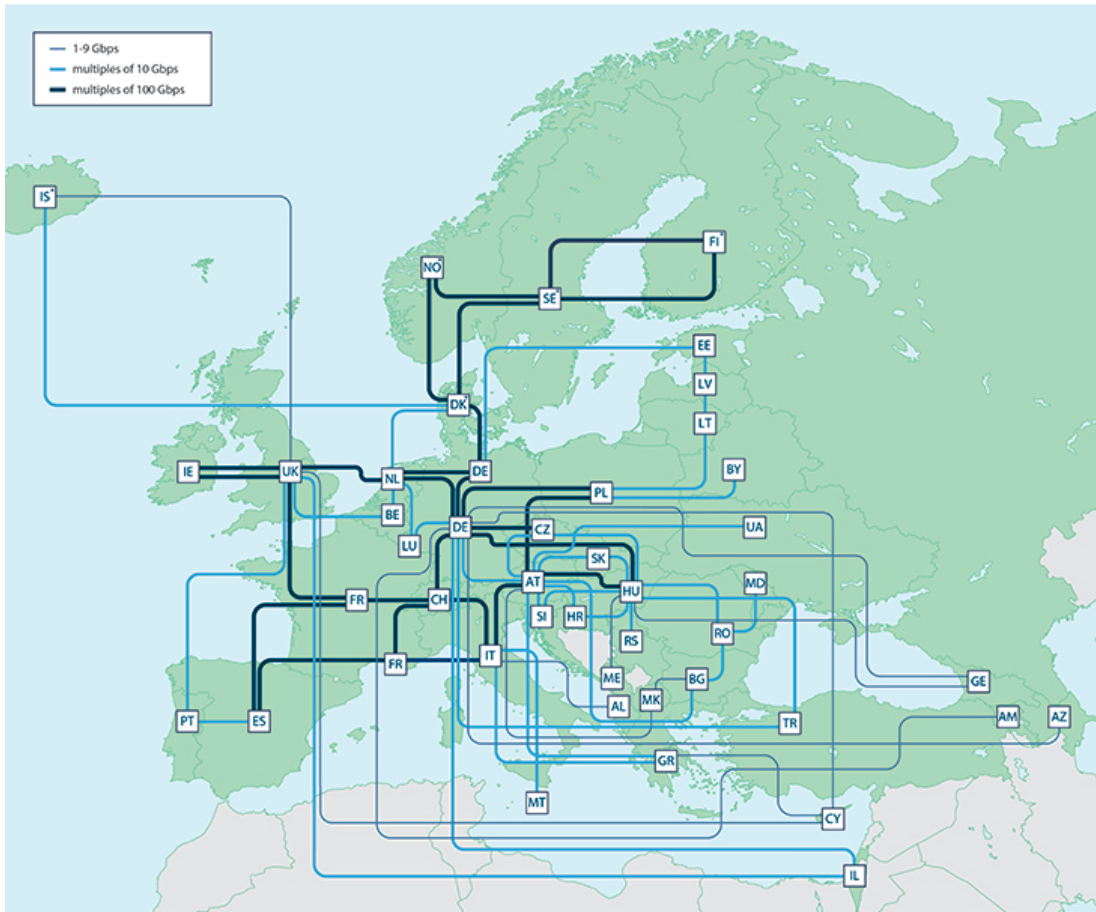 1-9 Gbps
multiples of 10 Gbps
multiples of 100 Gbps
IS*
FI*
NO*
SE*
EE
LV
DK*
LT
IE
UK
NL
DE
BY
PL
BE
DE
CZ
UA
LU
SK
AT
MD
HU
FR
CH
SI
HR
RS
RO
IT
FR
ME
BG
GE
MK
AL
PT
ES
TR
AM
AZ
GR
MT
CY
IL